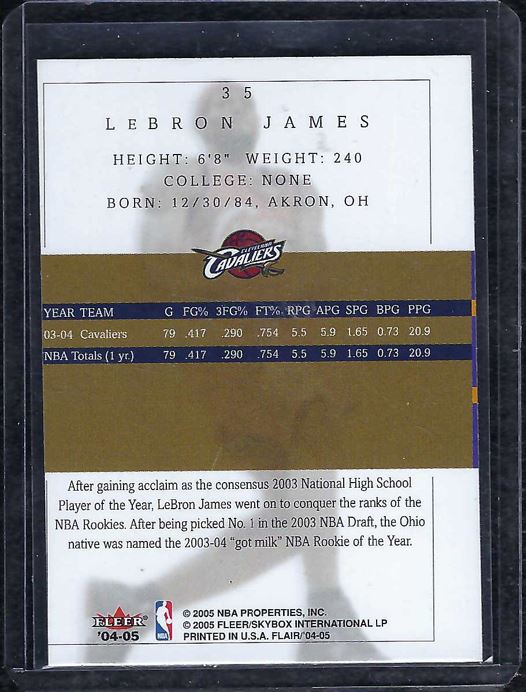 3 5
LEBRON JAMES
HEIGHT: 6'8" WEIGHT: 240
COLLEGE: NONE
BORN: 12/30/84, AKRON, OH
CLEVELAND
CAVALIERS
YEAR TEAM G FG% 3FG% FT% RPG APG SPG BPG PPG
03-04 Cavaliers 79 .417 .290 .754 5.5 5.9 1.65 0.73 20.9
NBA Totals (1 yr.) 79 .417 .290 .754 5.5 5.9 1.65 0.73 20.9
After gaining acclaim as the consensus 2003 National High School
Player of the Year, LeBron James went on to conquer the ranks of the
NBA Rookies. After being picked No. 1 in the 2003 NBA Draft, the Ohio
native was named the 2003-04 “got milk” NBA Rookie of the Year.
FLEER
'04-05
NBA
© 2005 NBA PROPERTIES, INC.
© 2005 FLEER/SKYBOX INTERNATIONAL LP
PRINTED IN U.S.A. FLAIR/'04-05